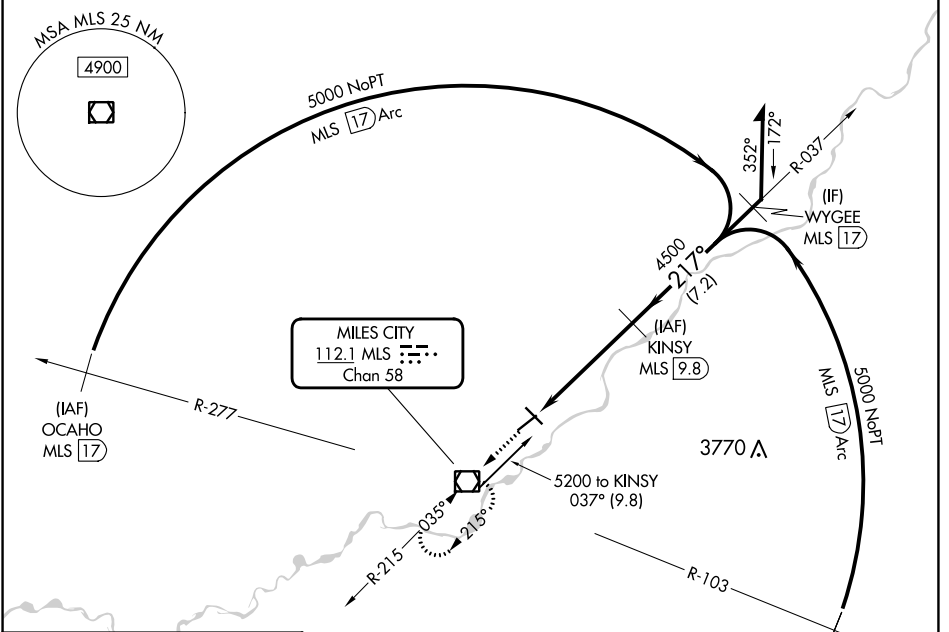 MSA MLS 25 NM
4900
5000 NoPT
MLS 17 Arc
352°
172°
R-037
(IF)
WYGEE
MLS 17
4500
217°
(7.2)
(IAF)
KINSY
MLS 9.8
MILES CITY
112.1 MLS
Chan 58
(IAF)
OCAHO
MLS 17
R-277
5000 NoPT
MLS 17 Arc
3770
5200 to KINSY
037° (9.8)
035°
215°
R-215
R-103